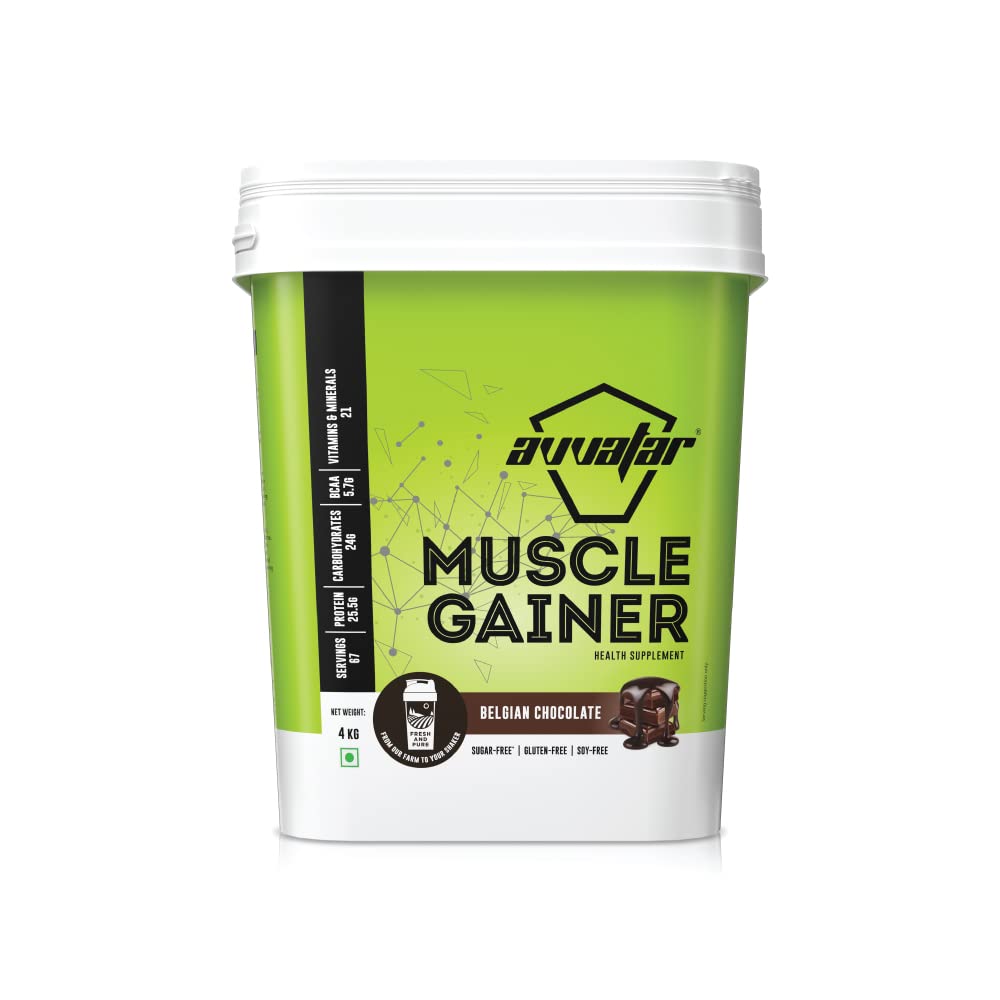 VITAMINS & MINERALS
21
BCAA
5.7G
CARBOHYDRATES
24G
PROTEIN
25.5G
SERVINGS
67
avvatar®
MUSCLE
GAINER
HEALTH SUPPLEMENT
NET WEIGHT:
4 KG
FRESH
AND
PURE
FROM OUR FARM TO YOUR SHAKER
BELGIAN CHOCOLATE
SUGAR-FREE* | GLUTEN-FREE | SOY-FREE